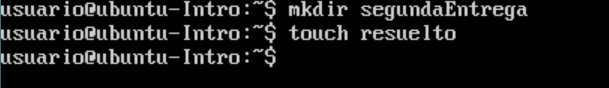 usuario@ubuntu-Intro:~$ mkdir segundaEntrega
usuario@ubuntu-Intro:~$ touch resuelto
usuario@ubuntu-Intro:~$